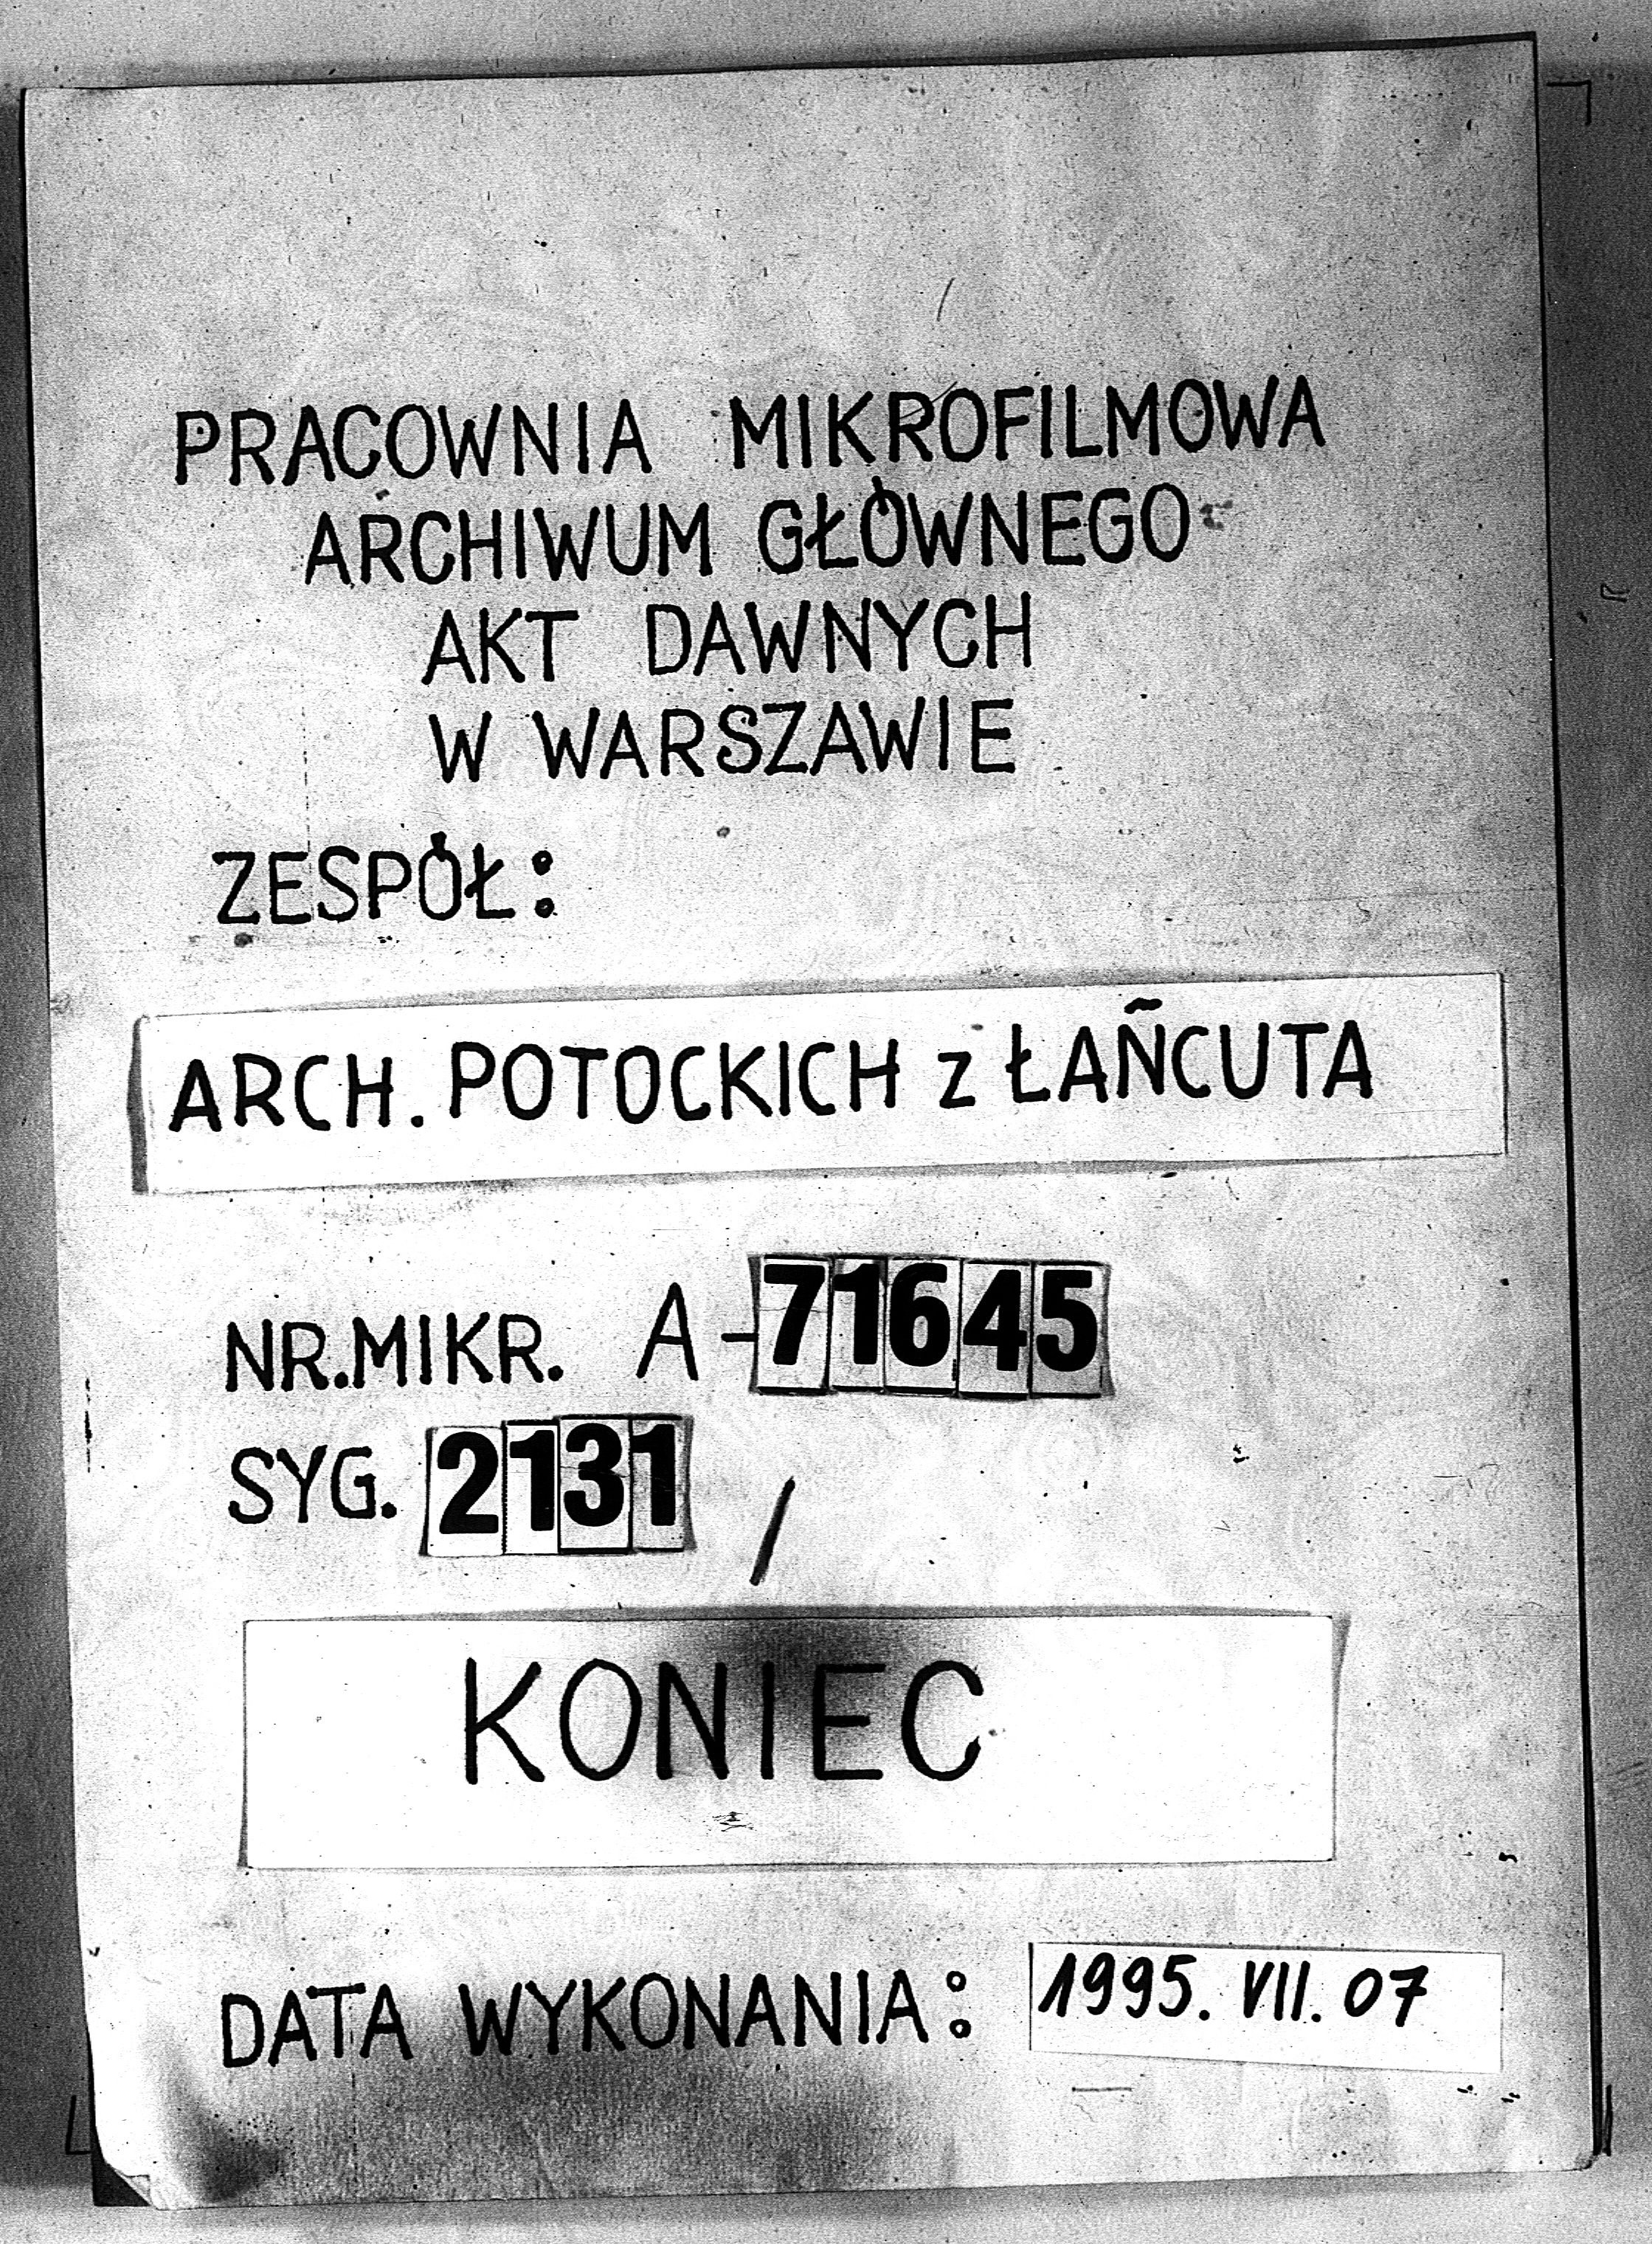 PRACOWNIA MIKROFILMOWA
ARCHIWUM GŁÓWNEGO
AKT DAWNYCH
W WARSZAWIE
ZESPÓŁ:
ARCH. POTOCKICH z ŁAŃCUTA
NR.MIKR. A-71645
SYG. 2131 /
KONIEC
DATA WYKONANIA: 1995. VII. 07